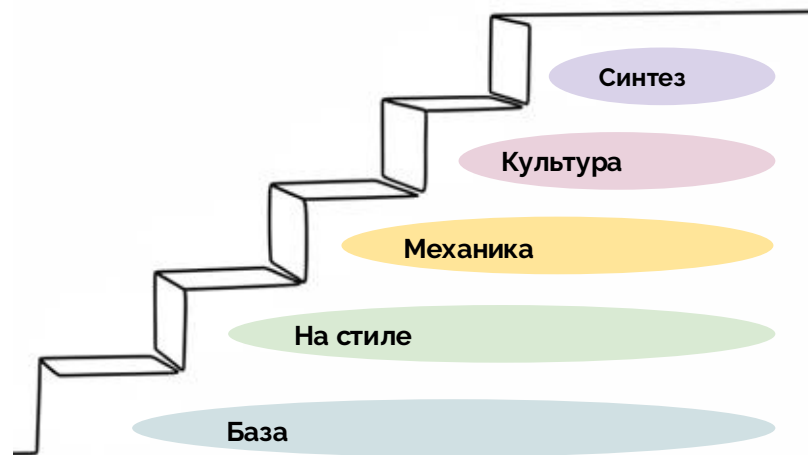 Синтез
Культура
Механика
На стиле
База